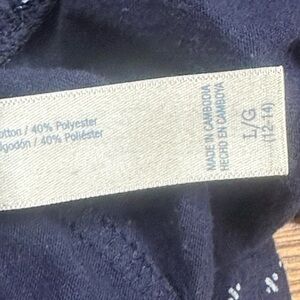 otton / 40% Polyester
lgodón / 40% Poliéster
MADE IN CAMBODIA
HECHO EN CAMBOYA
L/G
(12-14)